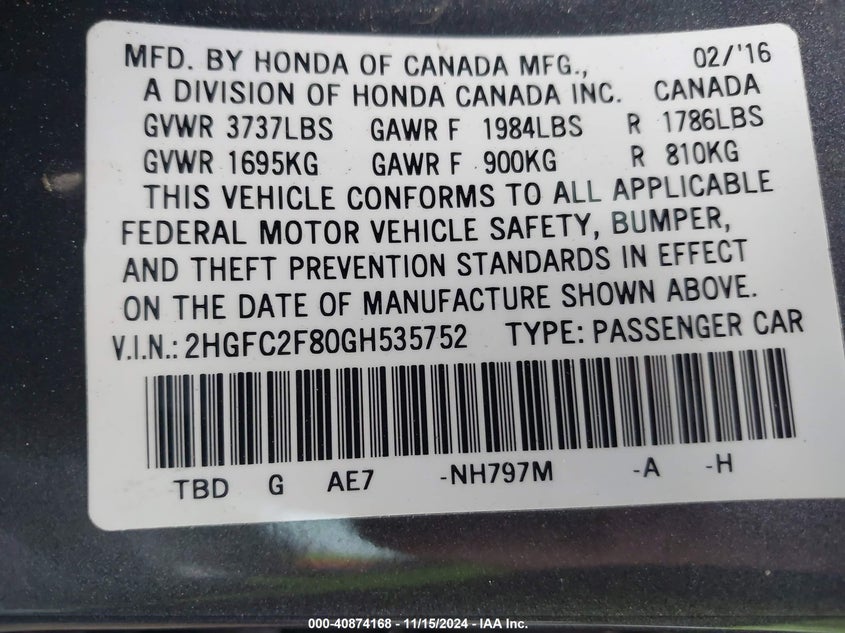 MFD. BY HONDA OF CANADA MFG., 02/'16
A DIVISION OF HONDA CANADA INC. CANADA
GVWR 3737LBS GAWR F 1984LBS R 1786LBS
GVWR 1695KG GAWR F 900KG R 810KG
THIS VEHICLE CONFORMS TO ALL APPLICABLE
FEDERAL MOTOR VEHICLE SAFETY, BUMPER,
AND THEFT PREVENTION STANDARDS IN EFFECT
ON THE DATE OF MANUFACTURE SHOWN ABOVE.
V.I.N.: 2HGFC2F80GH535752 TYPE: PASSENGER CAR
TBD G AE7 -NH797M -A -H
000-40874168 - 11/15/2024 - IAA Inc.